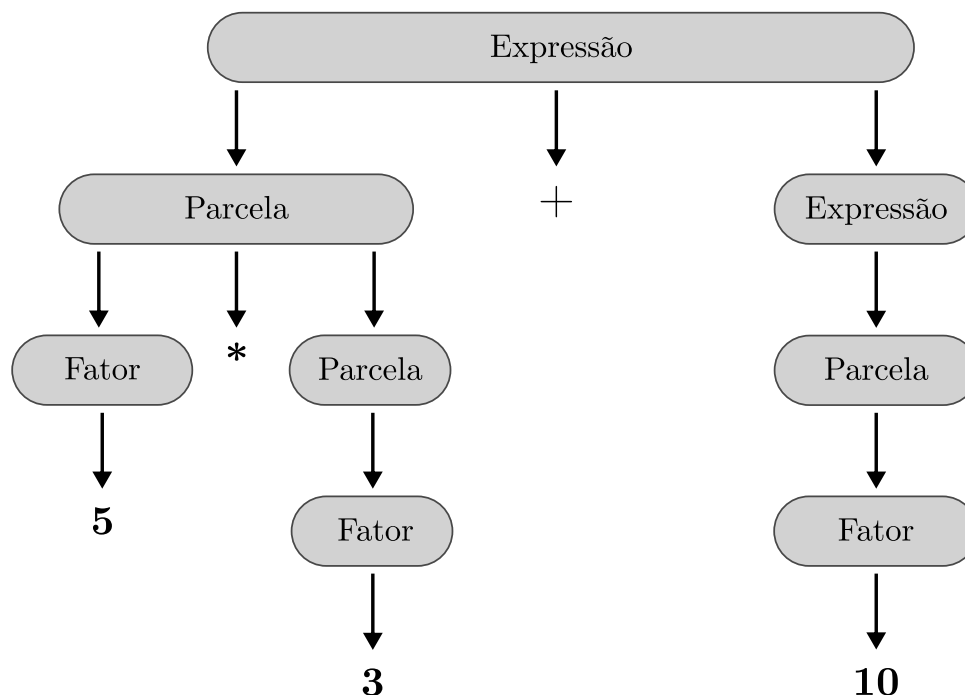 Expressão
Parcela + Expressão
Fator * Parcela Parcela
5 Fator Fator
3 10